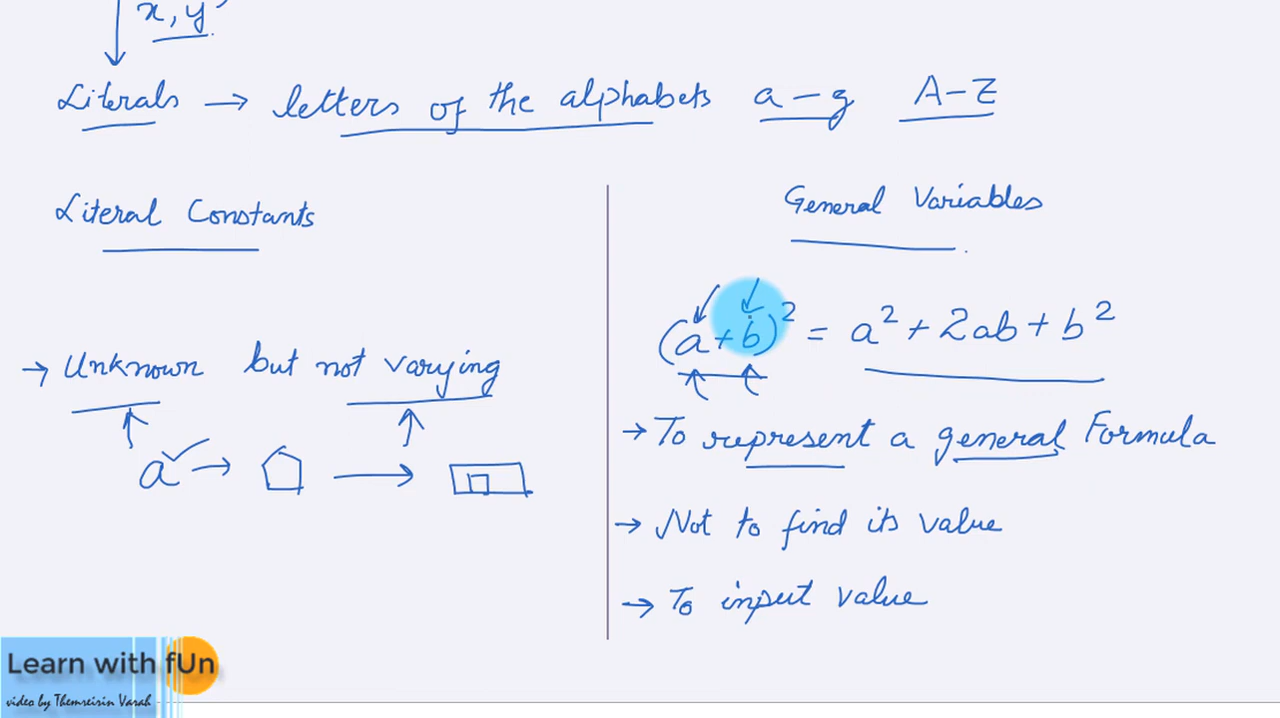 x, y
Literals → letters of the alphabets a-z A-Z
Literal Constants
→ Unknown but not varying
a → →
General Variables
(a+b)² = a² + 2ab + b²
→ To represent a general Formula
→ Not to find its value
→ To input value
Learn with fUn
video by Themreisin Varah